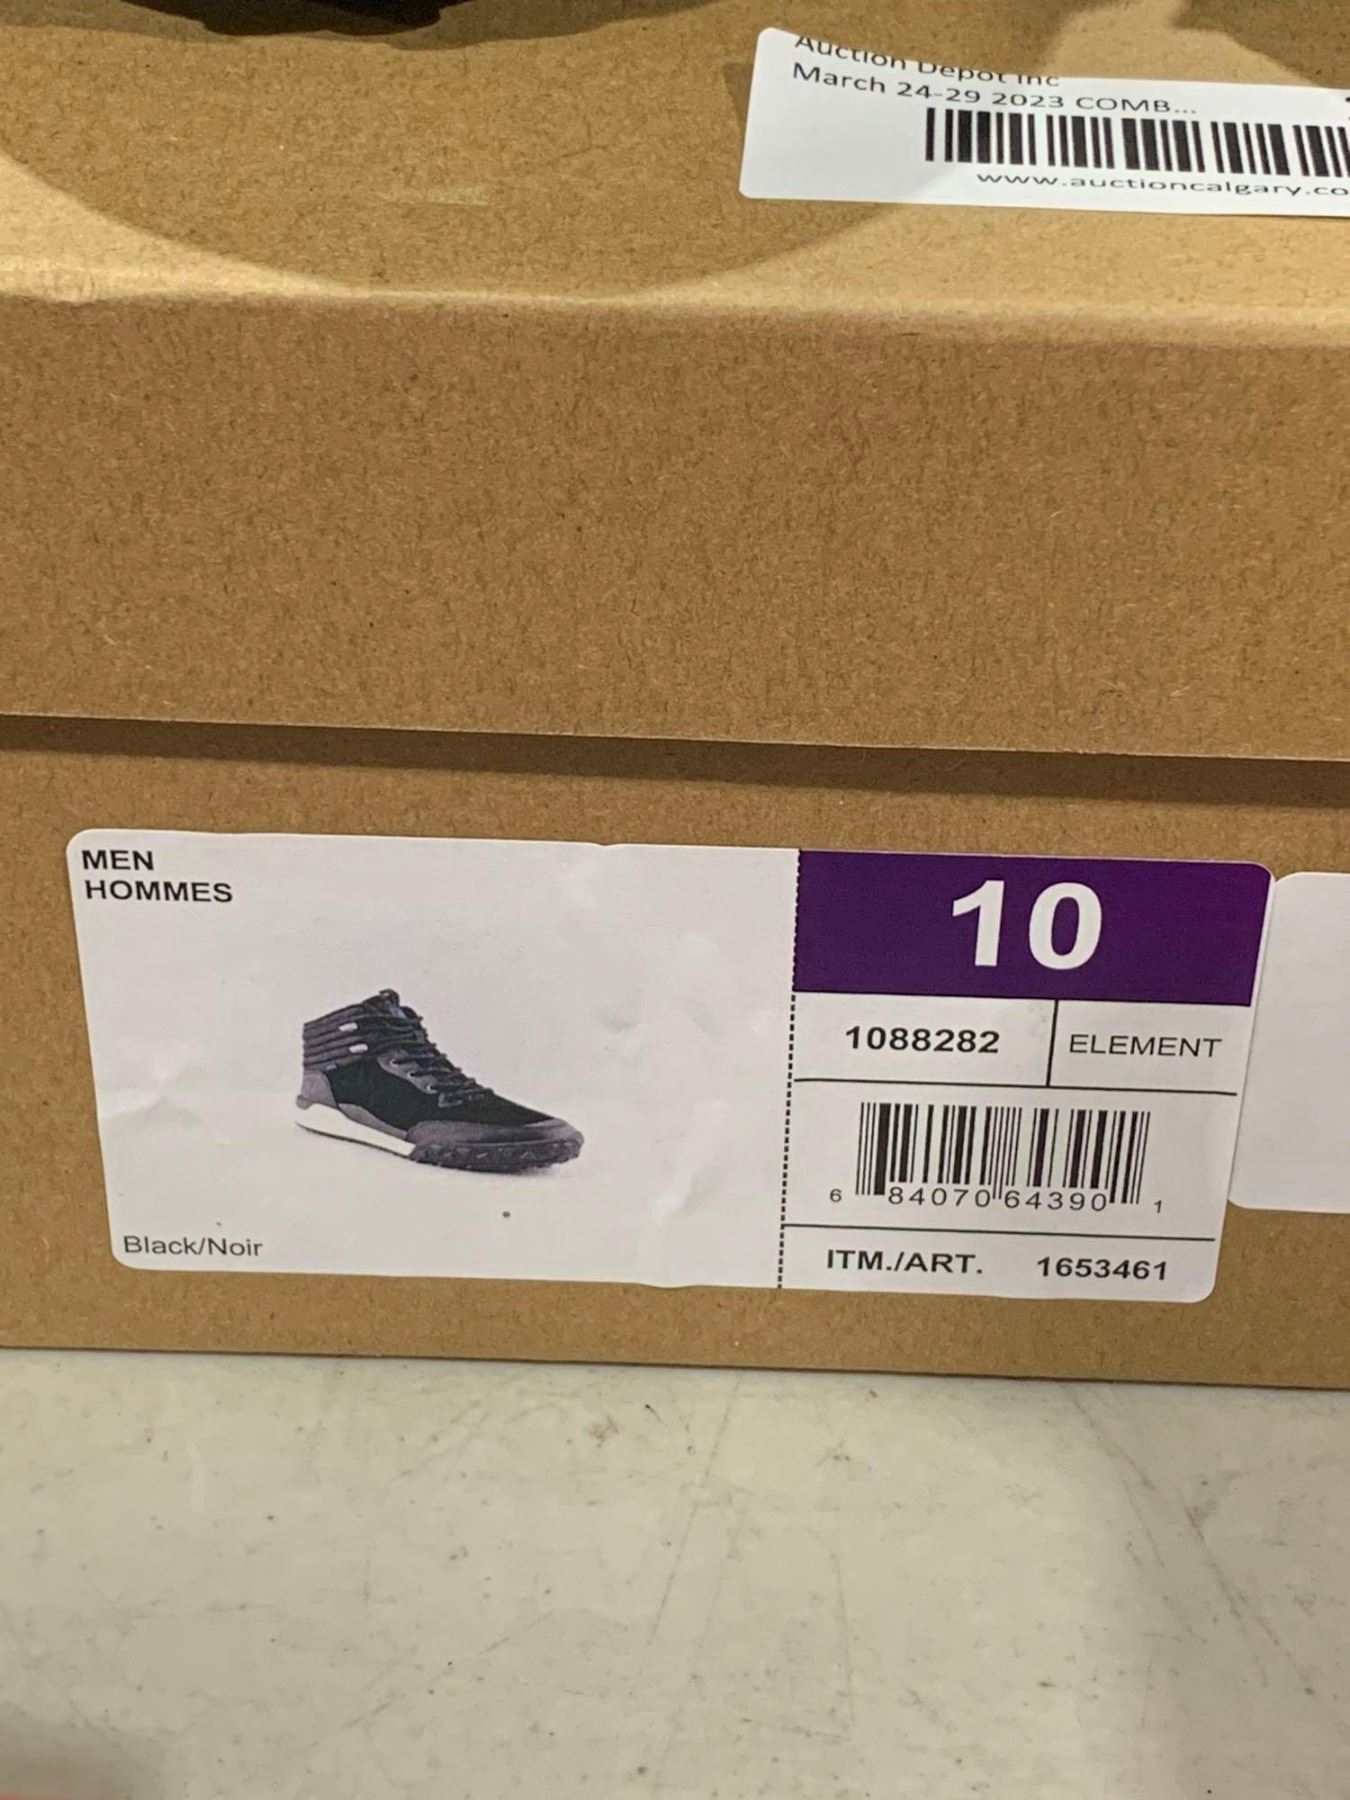 Auction Depot Inc
March 24-29 2023 COMB...
www.auctioncalgary.co
MEN
HOMMES
10
1088282
ELEMENT
6 84070 64390 1
Black/Noir
ITM./ART. 1653461